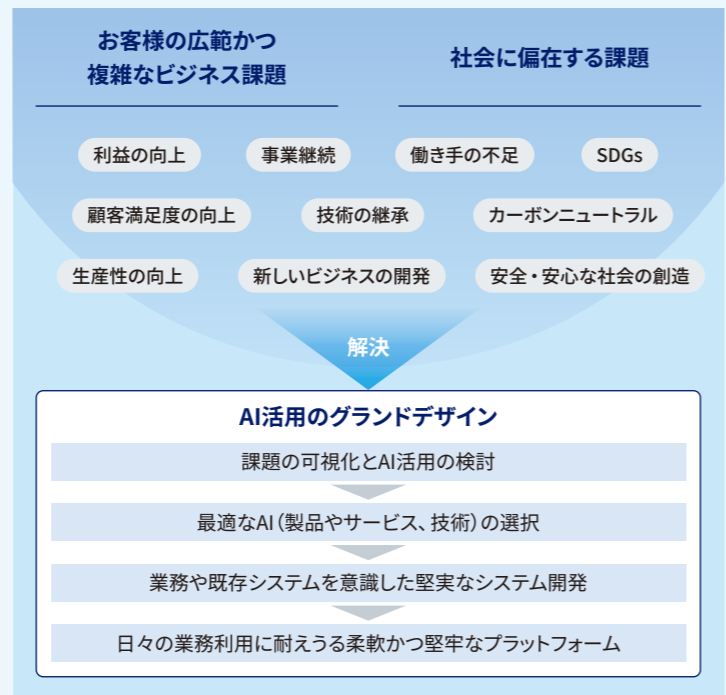 お客様の広範かつ
複雑なビジネス課題
社会に偏在する課題
利益の向上
事業継続
働き手の不足
SDGs
顧客満足度の向上
技術の継承
カーボンニュートラル
生産性の向上
新しいビジネスの開発
安全・安心な社会の創造
解決
AI活用のグランドデザイン
課題の可視化とAI活用の検討
最適なAI（製品やサービス、技術）の選択
業務や既存システムを意識した堅実なシステム開発
日々の業務利用に耐えうる柔軟かつ堅牢なプラットフォーム